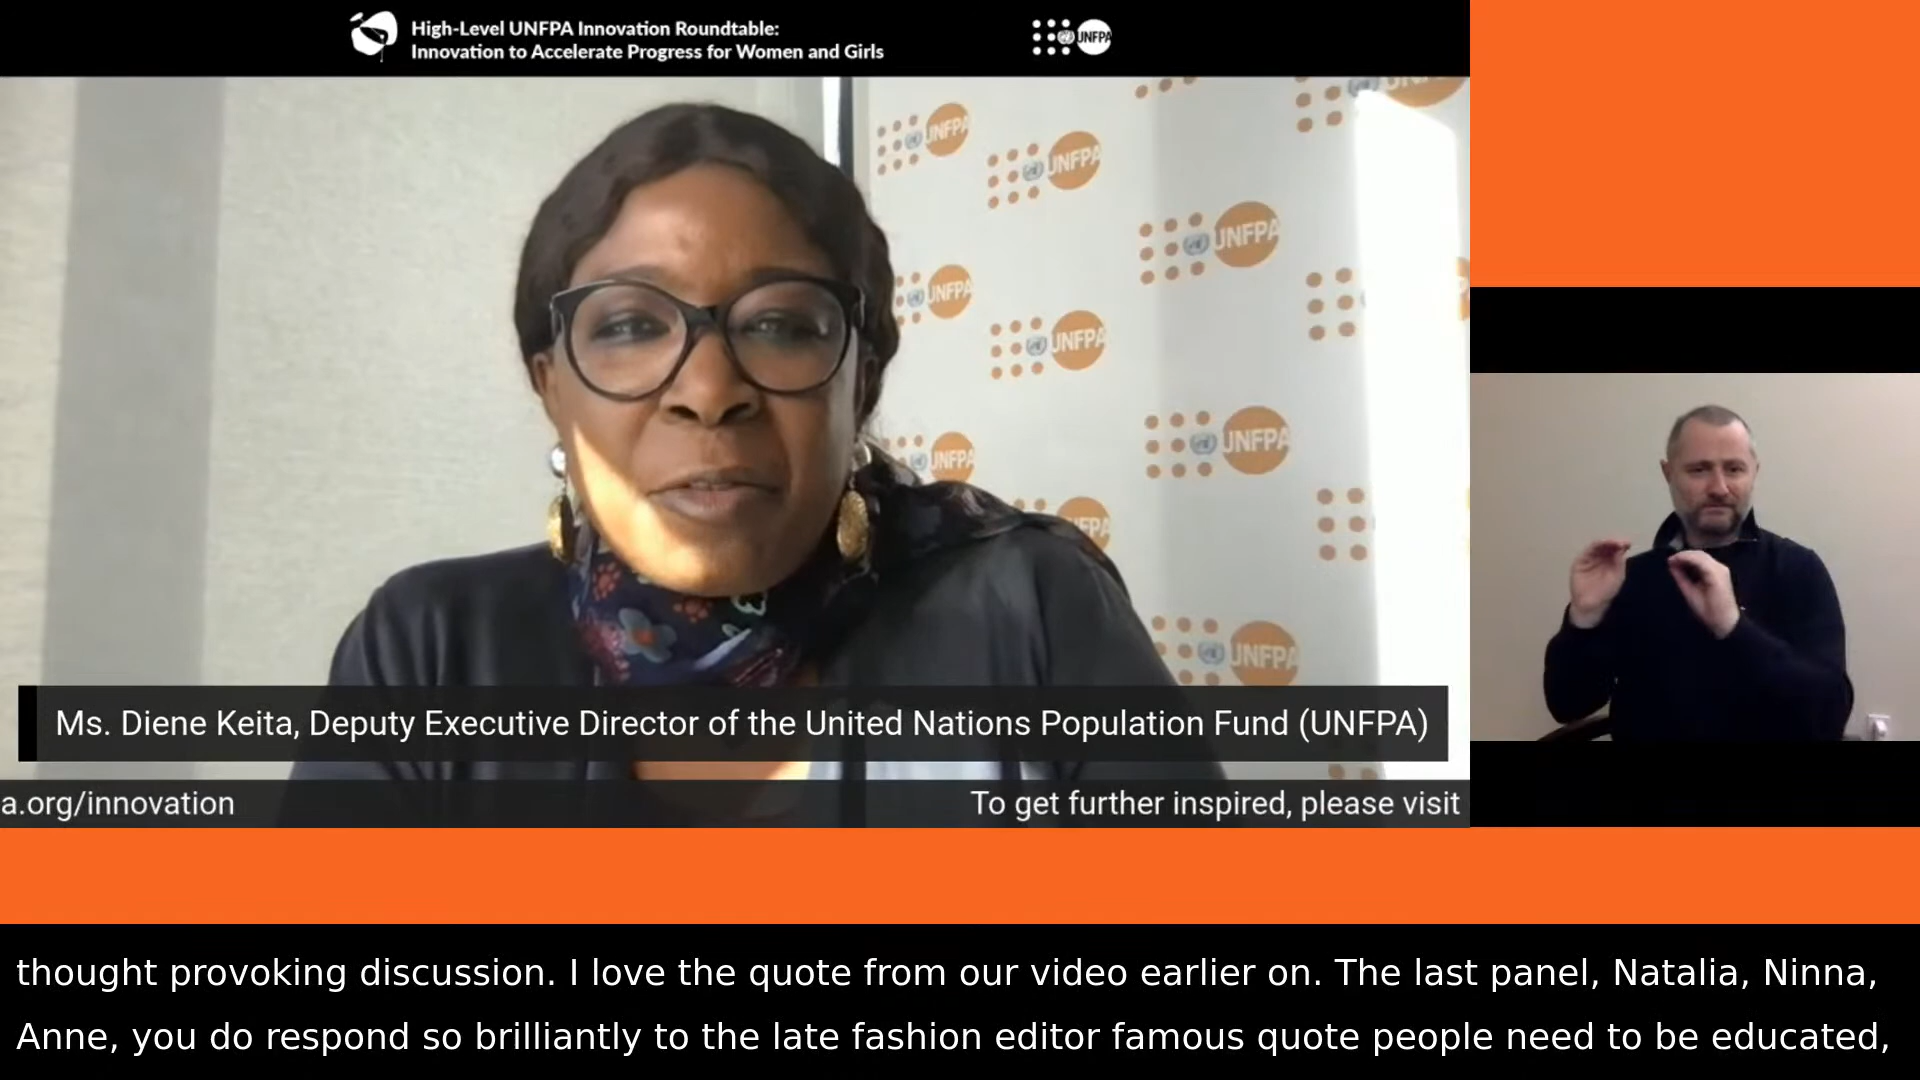 High-Level UNFPA Innovation Roundtable:
Innovation to Accelerate Progress for Women and Girls
UNFPA
UNFPA
UNFPA
UNFPA
UNFPA
UNFPA
UNFPA
UNFPA
UNFPA
Ms. Diene Keita, Deputy Executive Director of the United Nations Population Fund (UNFPA)
a.org/innovation
To get further inspired, please visit
thought provoking discussion. I love the quote from our video earlier on. The last panel, Natalia, Ninna,
Anne, you do respond so brilliantly to the late fashion editor famous quote people need to be educated,